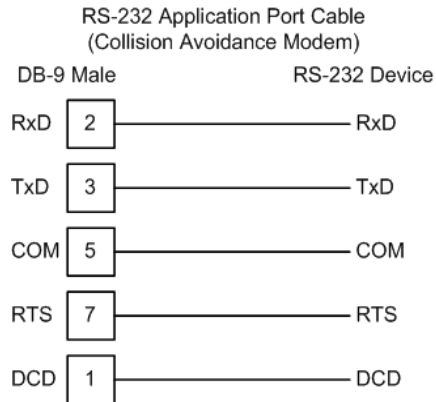 RS-232 Application Port Cable
(Collision Avoidance Modem)
DB-9 Male RS-232 Device
RxD 2 RxD
TxD 3 TxD
COM 5 COM
RTS 7 RTS
DCD 1 DCD